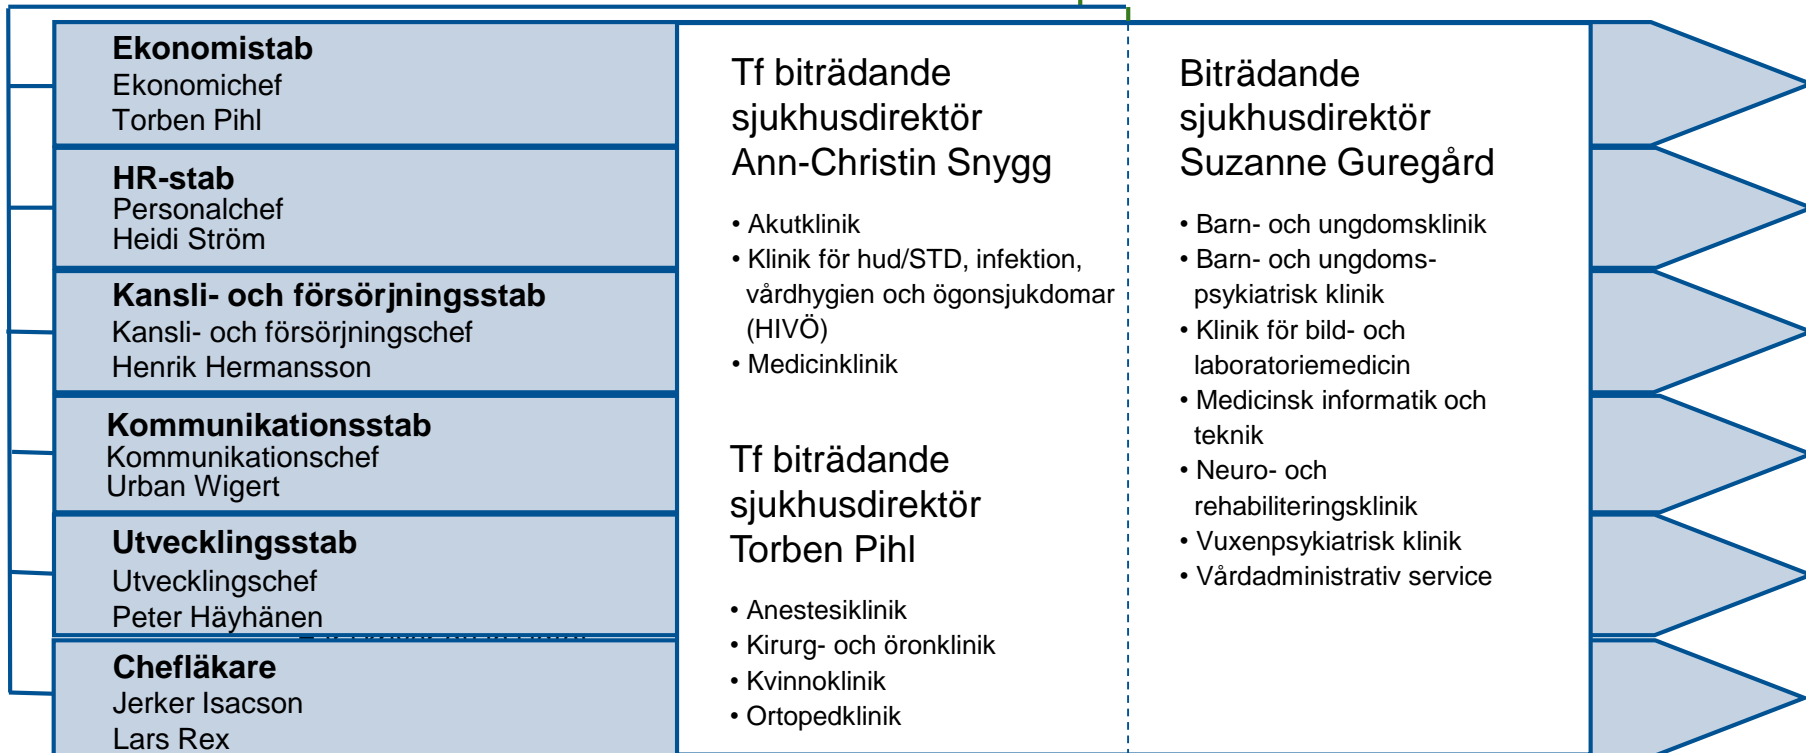 Ekonomistab
Ekonomichef
Torben Pihl
HR-stab
Personalchef
Heidi Ström
Kansli- och försörjningsstab
Kansli- och försörjningschef
Henrik Hermansson
Kommunikationsstab
Kommunikationschef
Urban Wigert
Utvecklingsstab
Utvecklingschef
Peter Häyhänen
Chefläkare
Jerker Isacson
Lars Rex
Tf biträdande
sjukhusdirektör
Ann-Christin Snygg
• Akutklinik
• Klinik för hud/STD, infektion,
vårdhygien och ögonsjukdomar
(HIVÖ)
• Medicinklinik
Tf biträdande
sjukhusdirektör
Torben Pihl
• Anestesiklinik
• Kirurg- och öronklinik
• Kvinnoklinik
• Ortopedklinik
Biträdande
sjukhusdirektör
Suzanne Guregård
• Barn- och ungdomsklinik
• Barn- och ungdoms-
psykiatrisk klinik
• Klinik för bild- och
laboratoriemedicin
• Medicinsk informatik och
teknik
• Neuro- och
rehabiliteringsklinik
• Vuxenpsykiatrisk klinik
• Vårdadministrativ service